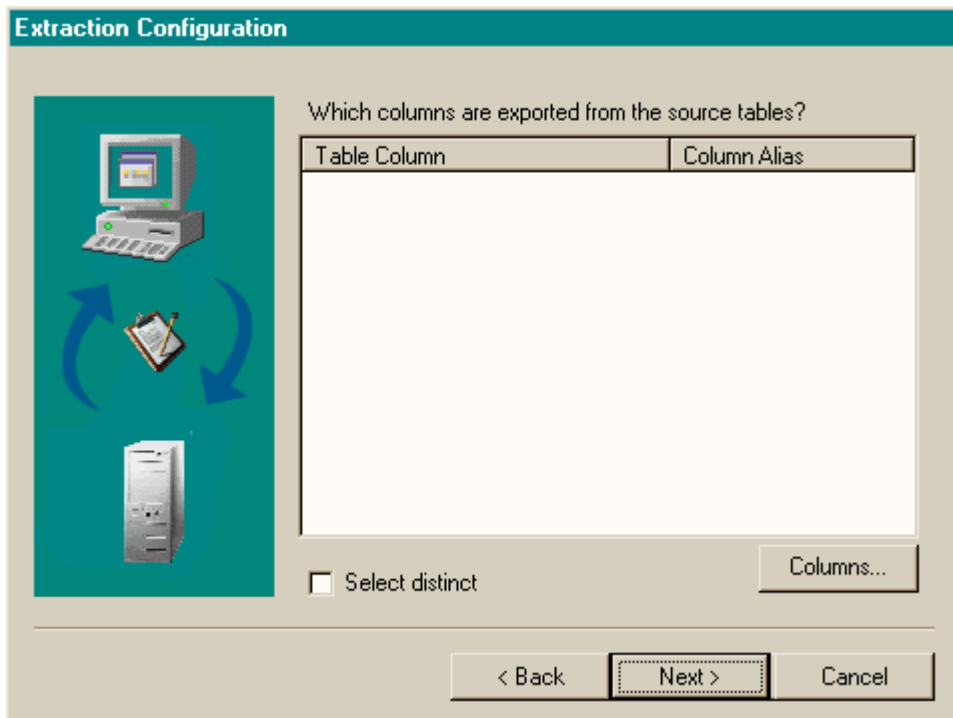 Extraction Configuration
Which columns are exported from the source tables?
Table Column Column Alias
Select distinct
Columns...
< Back Next > Cancel